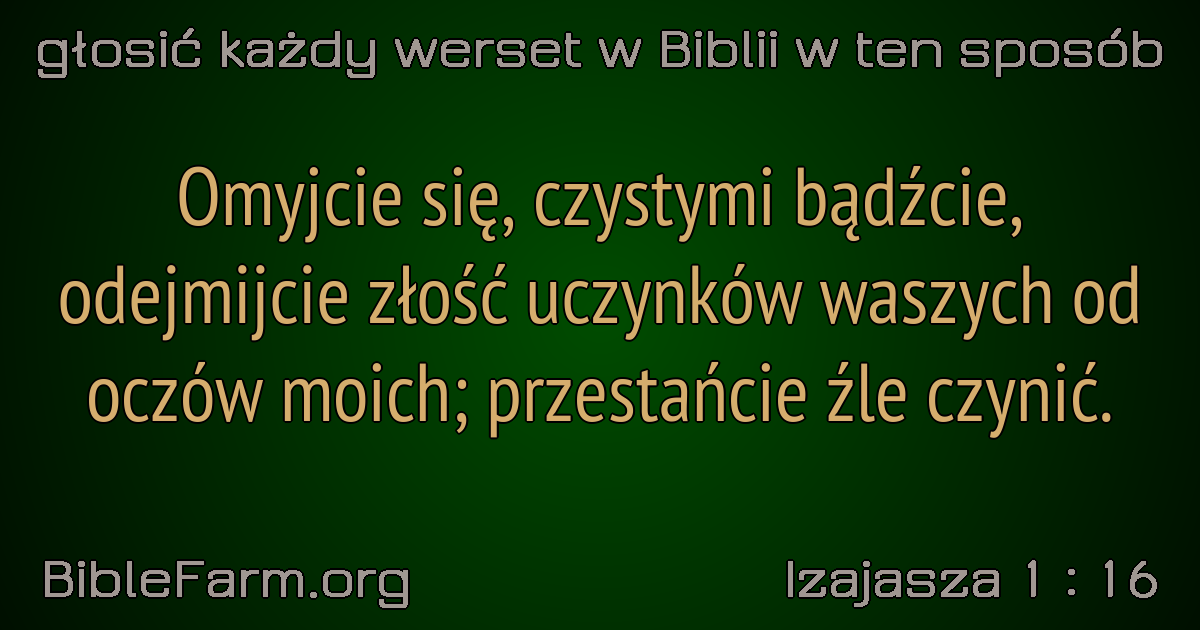 głosić każdy werset w Biblii w ten sposób
Omyjcie się, czystymi bądźcie,
odejmijcie złość uczynków waszych od
oczów moich; przestańcie źle czynić.
BibleFarm.org
Izajasza 1 : 16